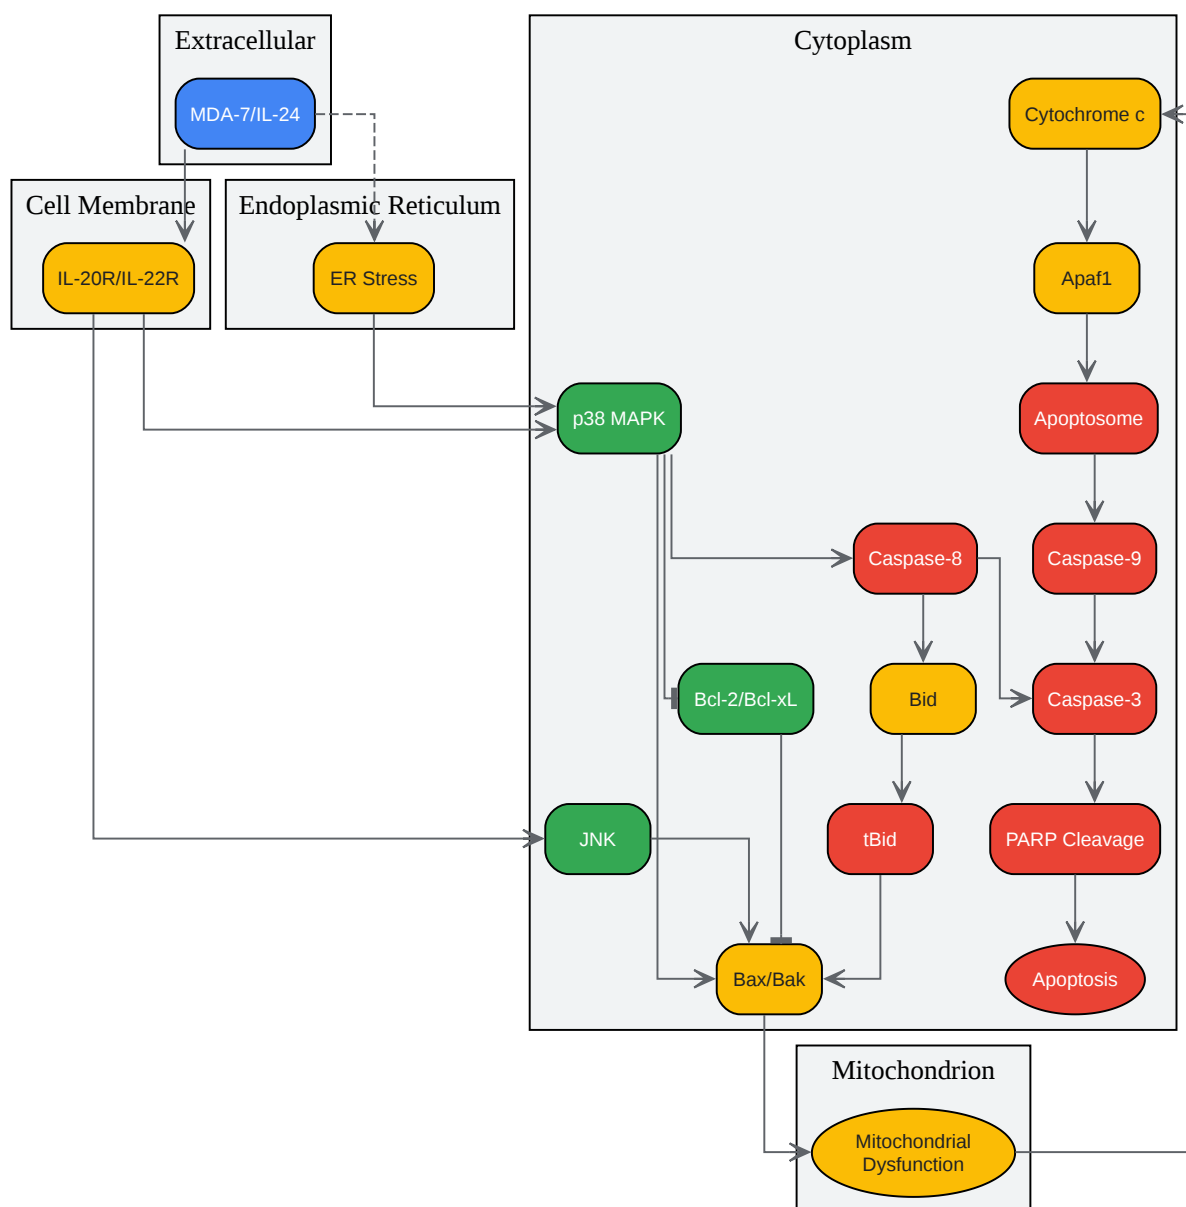 Extracellular
MDA-7/IL-24
Cell Membrane
IL-20R/IL-22R
Endoplasmic Reticulum
ER Stress
Cytoplasm
Cytochrome c
Apaf1
p38 MAPK
Apoptosome
Caspase-8
Caspase-9
Bcl-2/Bcl-xL
Bid
Caspase-3
JNK
tBid
PARP Cleavage
Bax/Bak
Apoptosis
Mitochondrion
Mitochondrial
Dysfunction